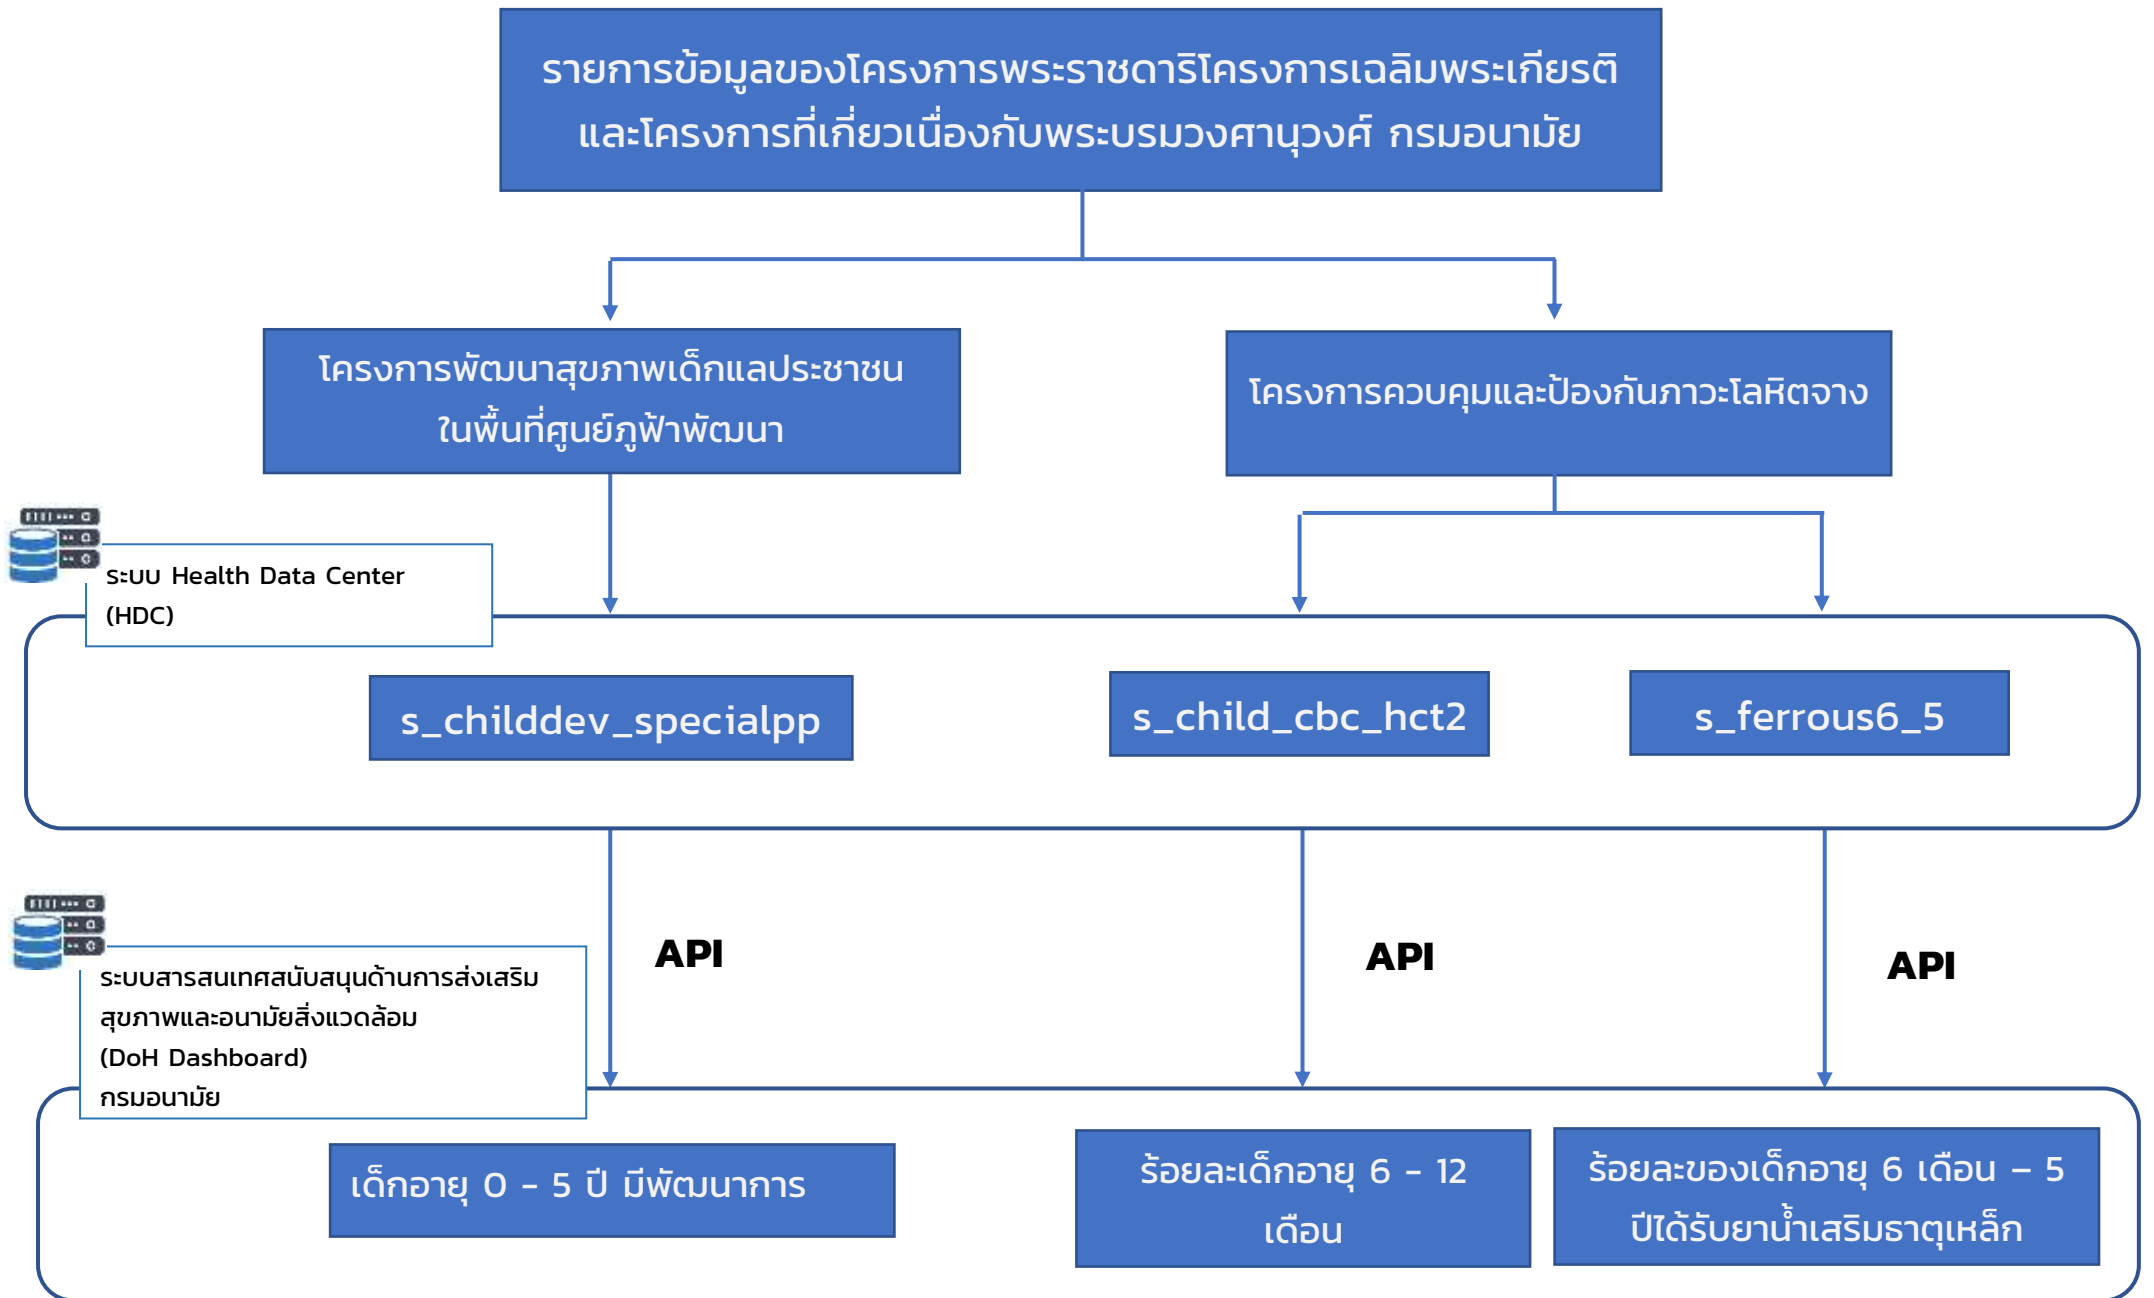 รายการข้อมูลของโครงการพระราชดาริโครงการเฉลิมพระเกียรติ
และโครงการที่เกี่ยวเนื่องกับพระบรมวงศานุวงศ์ กรมอนามัย
โครงการพัฒนาสุขภาพเด็กแลประชาชน
ในพื้นที่ศูนย์ภูฟ้าพัฒนา
โครงการควบคุมและป้องกันภาวะโลหิตจาง
ระบบ Health Data Center
(HDC)
s_childdev_specialpp
s_child_cbc_hct2
s_ferrous6_5
API
API
API
ระบบสารสนเทศสนับสนุนด้านการส่งเสริม
สุขภาพและอนามัยสิ่งแวดล้อม
(DoH Dashboard)
กรมอนามัย
เด็กอายุ 0 - 5 ปี มีพัฒนาการ
ร้อยละเด็กอายุ 6 - 12
เดือน
ร้อยละของเด็กอายุ 6 เดือน – 5
ปีได้รับยาน้ำเสริมธาตุเหล็ก